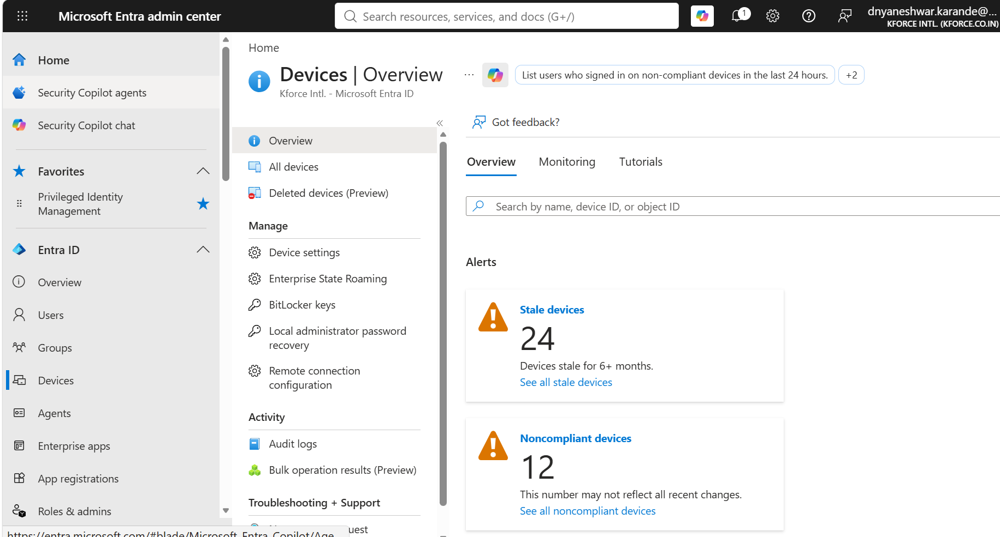 Microsoft Entra admin center
Search resources, services, and docs (G+/)
1
dnyaneshwar.karande@...
KFORCE INTL. (KFORCE.CO.IN)
Home
Security Copilot agents
Security Copilot chat
Favorites
Privileged Identity
Management
Entra ID
Overview
Users
Groups
Devices
Agents
Enterprise apps
App registrations
Roles & admins
https://entra.microsoft.com/#blade/Microsoft_Entra_Copilot/Age...
Home
Devices | Overview
...
Kforce Intl. - Microsoft Entra ID
List users who signed in on non-compliant devices in the last 24 hours.
+2
«
Overview
All devices
Deleted devices (Preview)
Manage
Device settings
Enterprise State Roaming
BitLocker keys
Local administrator password
recovery
Remote connection
configuration
Activity
Audit logs
Bulk operation results (Preview)
Troubleshooting + Support
Got feedback?
Overview
Monitoring
Tutorials
Search by name, device ID, or object ID
Alerts
Stale devices
24
Devices stale for 6+ months.
See all stale devices
Noncompliant devices
12
This number may not reflect all recent changes.
See all noncompliant devices